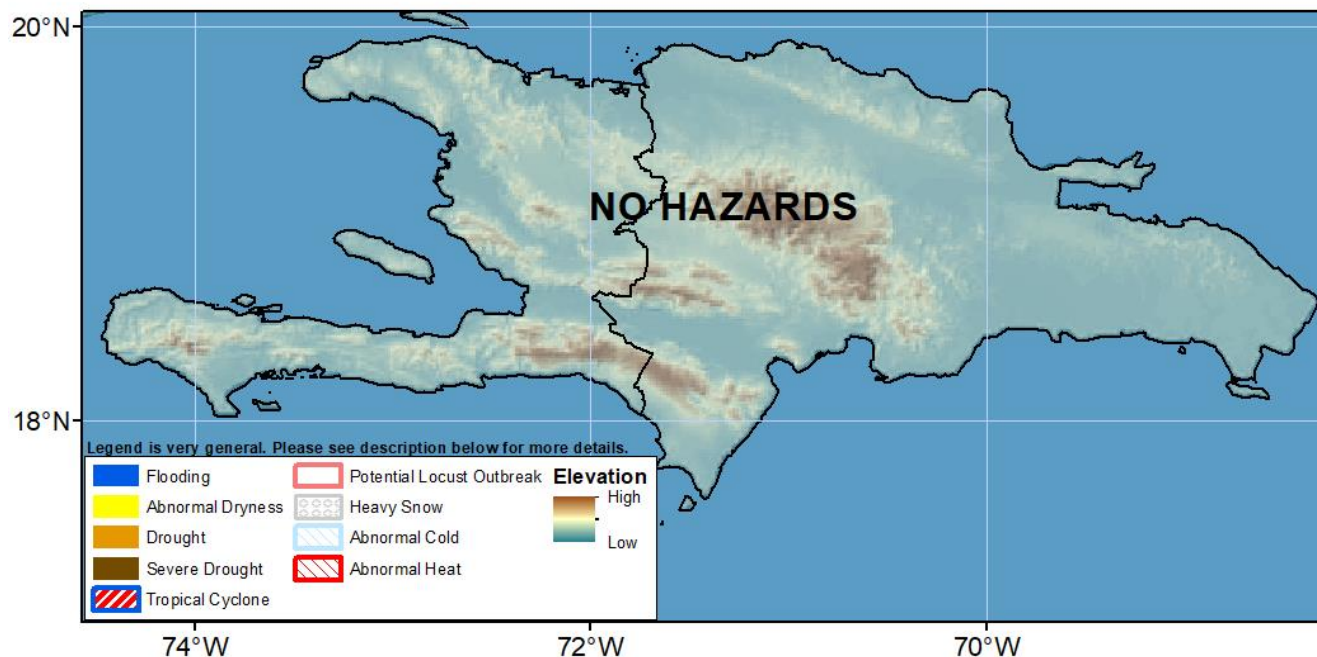 20°N
NO HAZARDS
18°N
Legend is very general. Please see description below for more details.
Flooding
Abnormal Dryness
Drought
Severe Drought
Tropical Cyclone
Potential Locust Outbreak
Heavy Snow
Abnormal Cold
Abnormal Heat
Elevation
High
Low
74°W
72°W
70°W